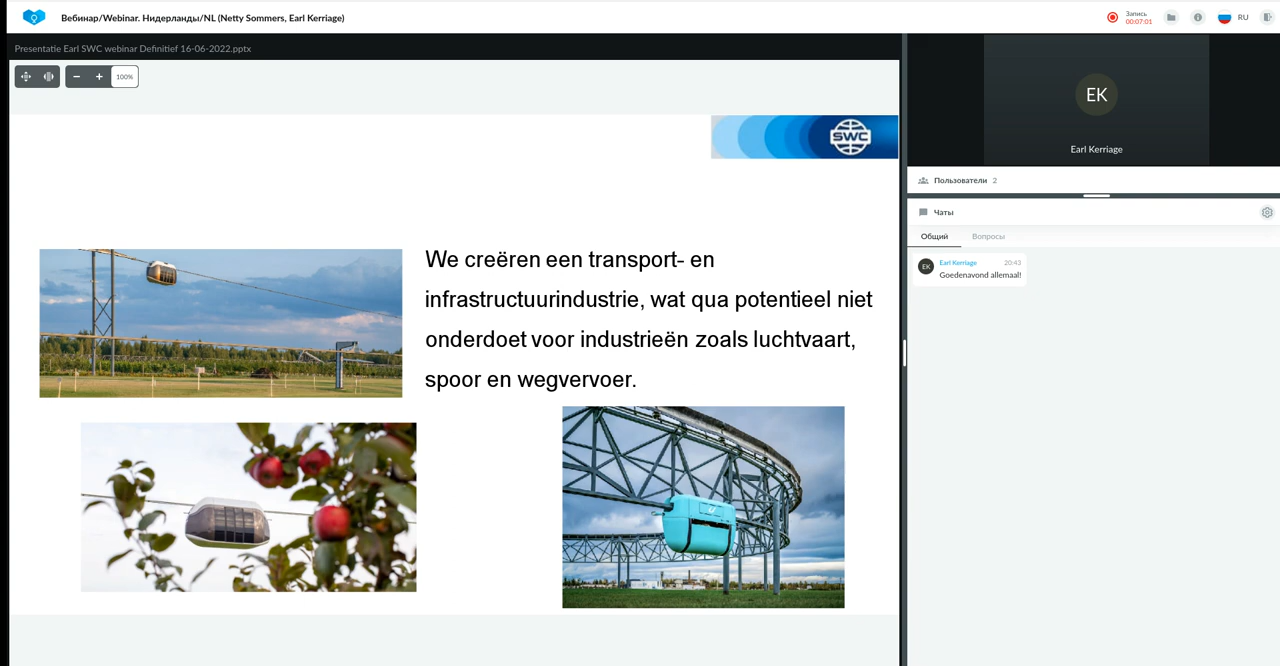 Вебинар/Webinar. Нидерланды/NL (Netty Sommers, Earl Kerriage)
Запись
00:07:01
RU
Presentatie Earl SWC webinar Definitief 16-06-2022.pptx
100%
SWC
We creëren een transport- en
infrastructuurindustrie, wat qua potentieel niet
onderdoet voor industrieën zoals luchtvaart,
spoor en wegvervoer.
EK
Earl Kerriage
Пользователи 2
Чаты
Общий Вопросы
EK
Earl Kerriage 20:43
Goedenavond allemaal!